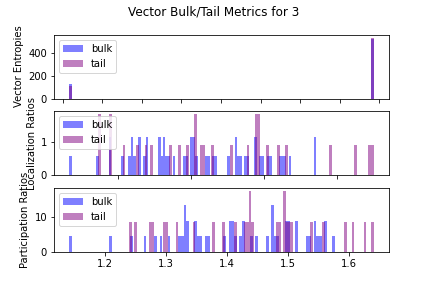 Vector Bulk/Tail Metrics for 3
Vector Entropies
400
200
0
bulk
tail
Localization Ratios
1
0
bulk
tail
Participation Ratios
10
0
bulk
tail
1.2 1.3 1.4 1.5 1.6